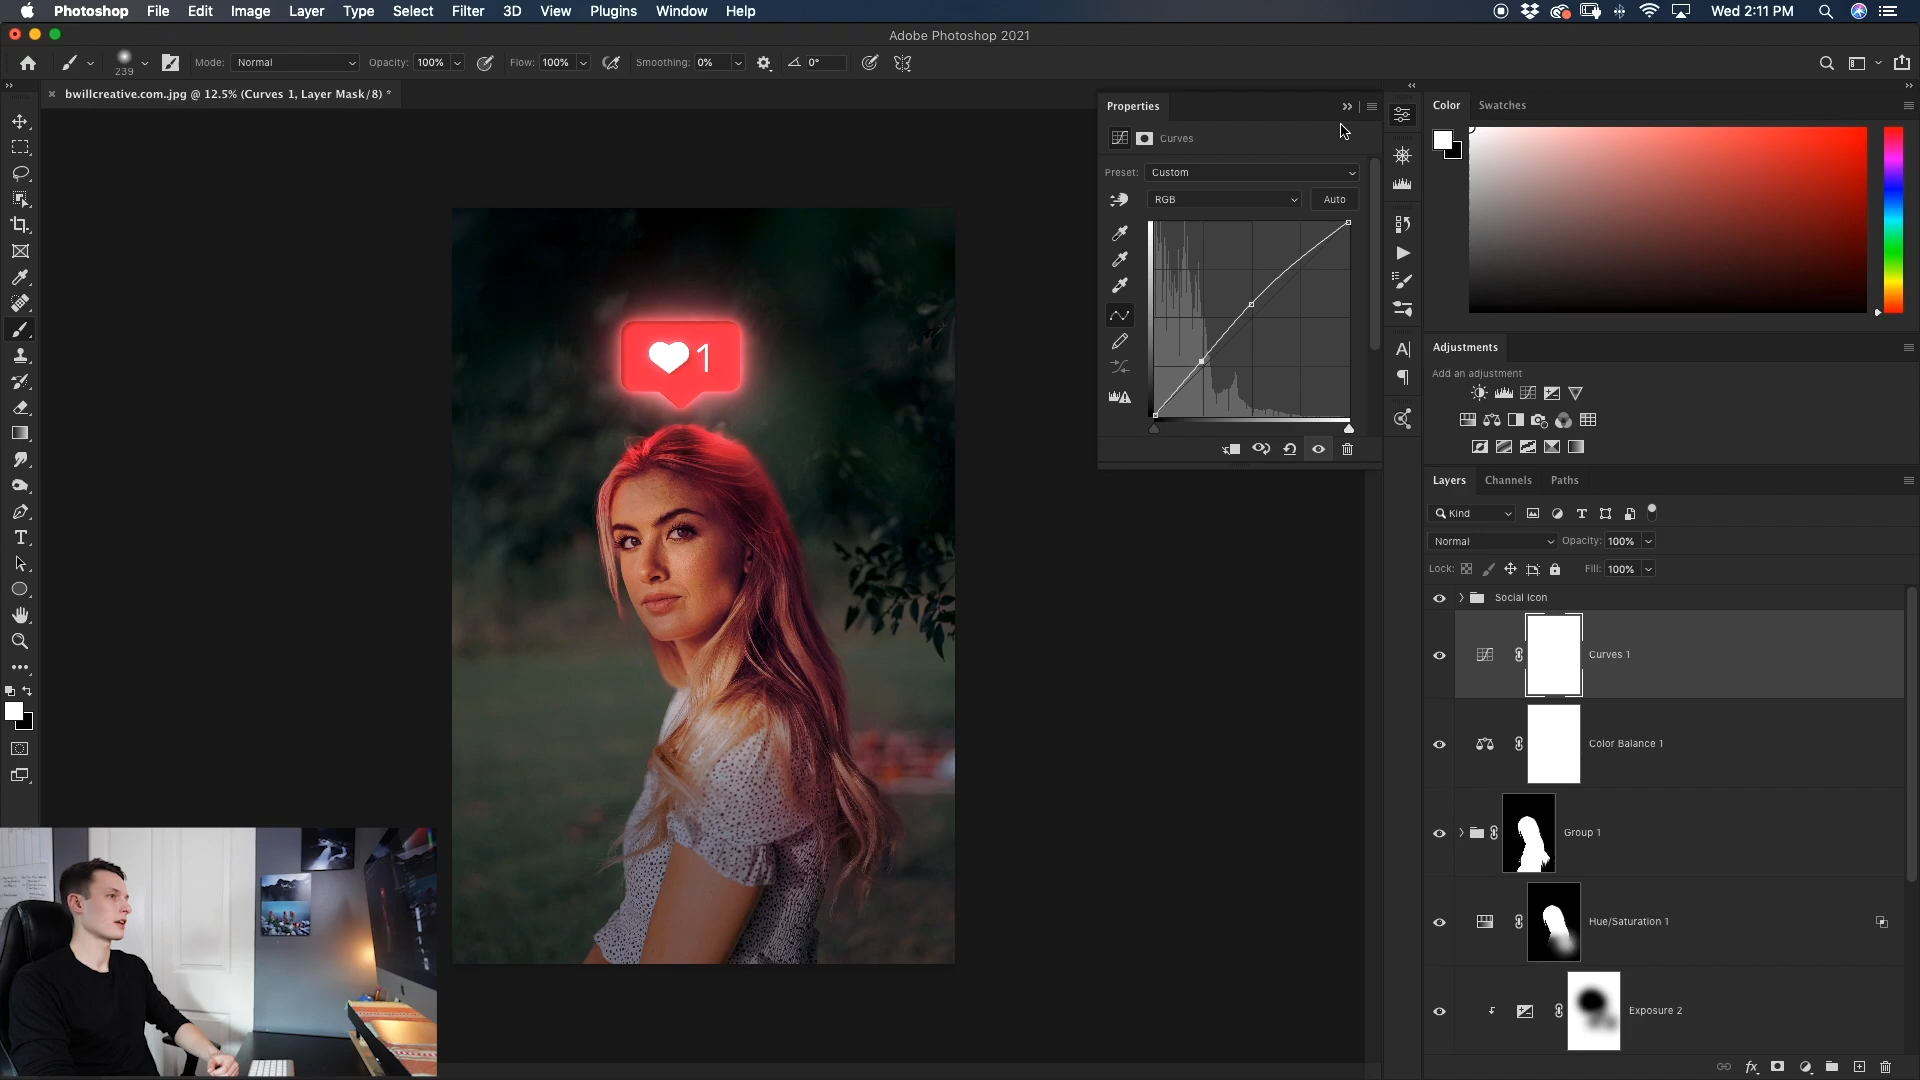 Photoshop File Edit Image Layer Type Select Filter 3D View Plugins Window Help Wed 2:11 PM
Adobe Photoshop 2021
239 Mode: Normal Opacity: 100% Flow: 100% Smoothing: 0% 0°
bwillcreative.com..jpg @ 12.5% (Curves 1, Layer Mask/8) *
Properties
Curves
Preset: Custom
RGB Auto
1
Color Swatches
Adjustments
Add an adjustment
Layers Channels Paths
Kind
Normal Opacity: 100%
Lock: Fill: 100%
Social Icon
Curves 1
Color Balance 1
Group 1
Hue/Saturation 1
Exposure 2